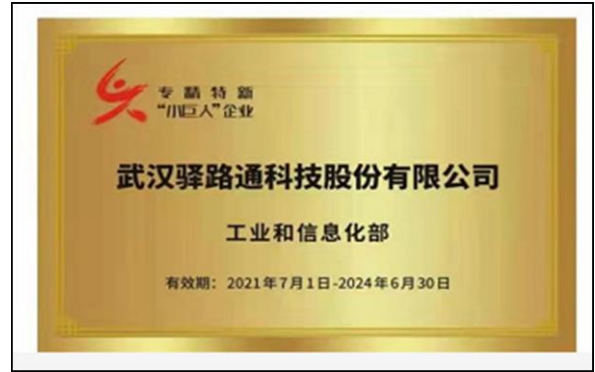 专精特新
“小巨人”企业
武汉驿路通科技股份有限公司
工业和信息化部
有效期：2021年7月1日-2024年6月30日